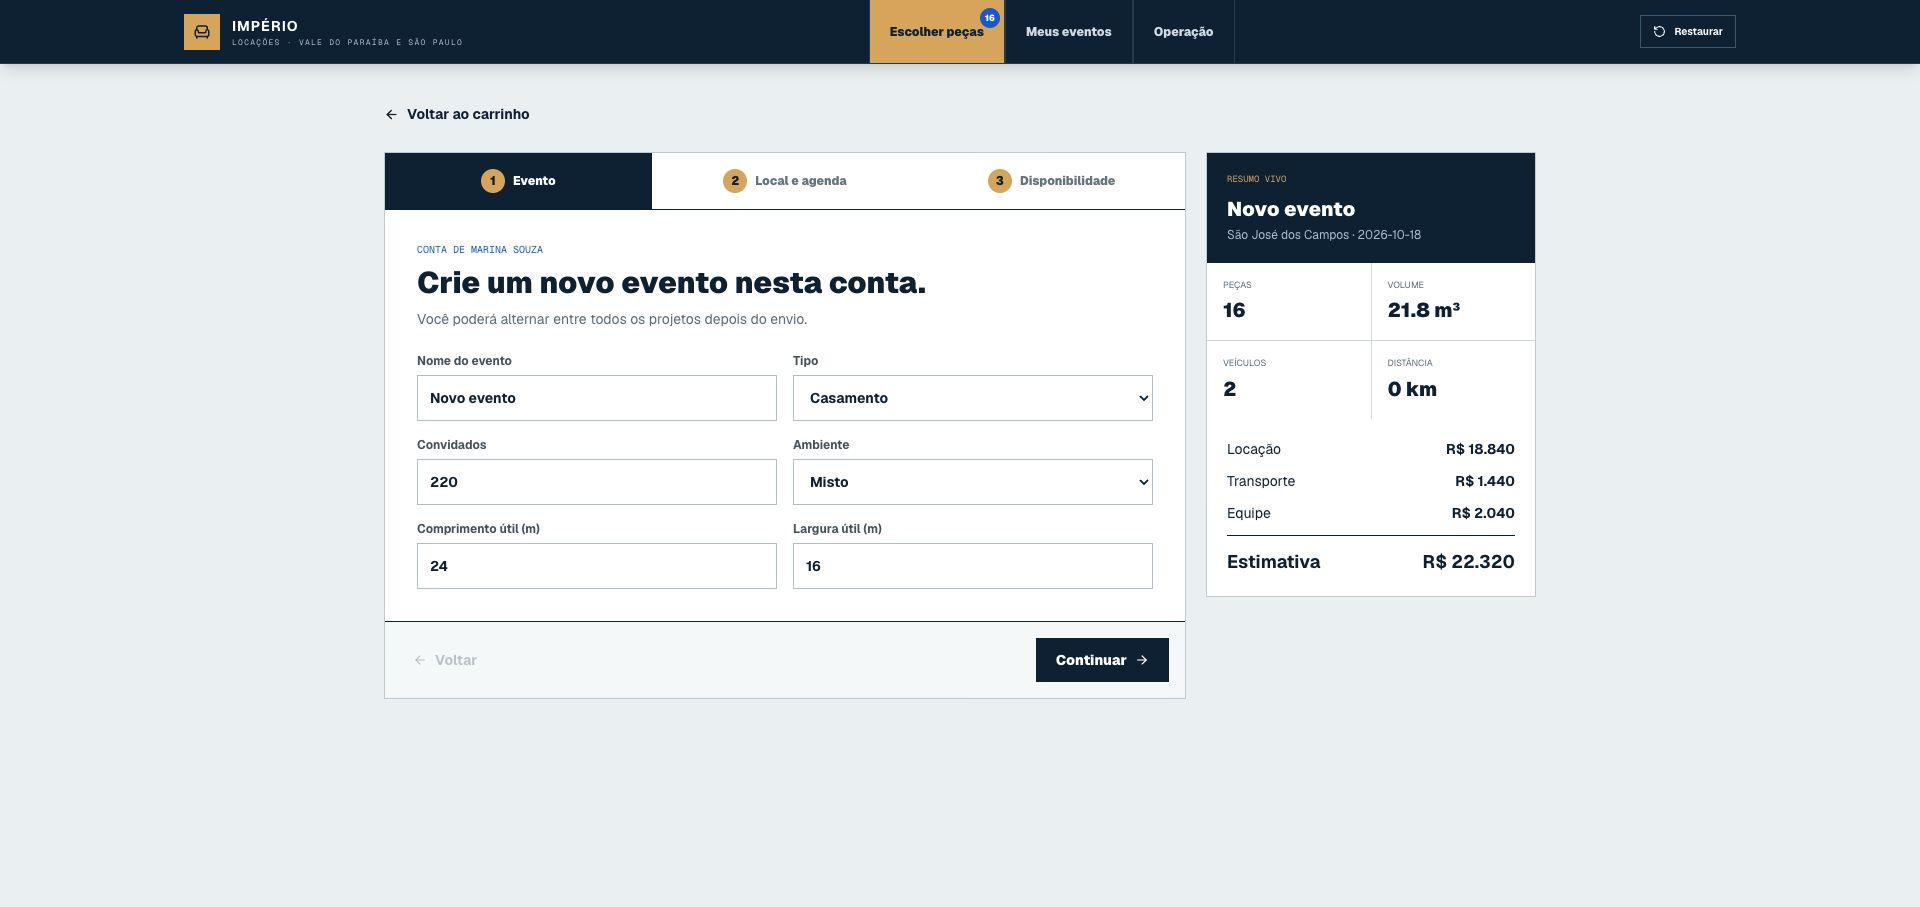 IMPÉRIO
LOCAÇÕES · VALE DO PARAÍBA E SÃO PAULO
Escolher peças
16
Meus eventos
Operação
Restaurar
Voltar ao carrinho
1 Evento
2 Local e agenda
3 Disponibilidade
CONTA DE MARINA SOUZA
Crie um novo evento nesta conta.
Você poderá alternar entre todos os projetos depois do envio.
Nome do evento
Novo evento
Tipo
Casamento
Convidados
220
Ambiente
Misto
Comprimento útil (m)
24
Largura útil (m)
16
Voltar
Continuar
RESUMO VIVO
Novo evento
São José dos Campos · 2026-10-18
PEÇAS
16
VOLUME
21.8 m³
VEÍCULOS
2
DISTÂNCIA
0 km
Locação R$ 18.840
Transporte R$ 1.440
Equipe R$ 2.040
Estimativa R$ 22.320